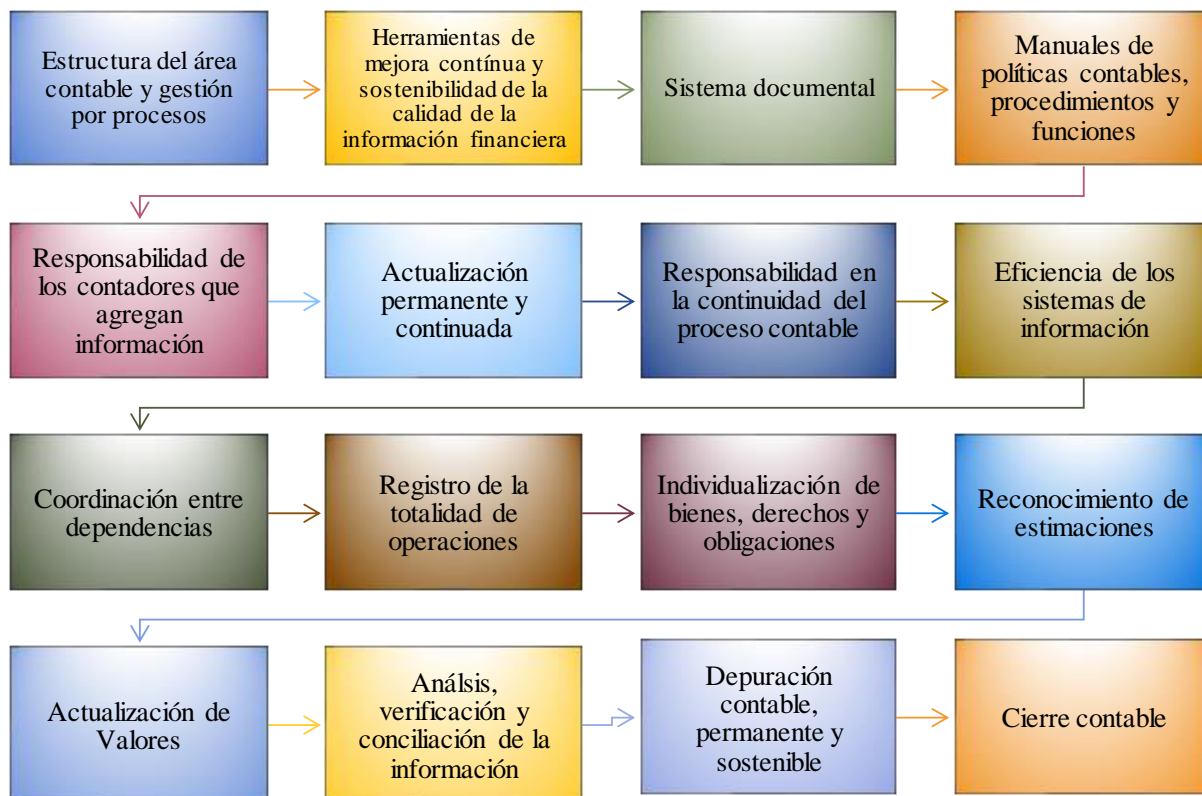 Estructura del área
contable y gestión
por procesos
Herramientas de
mejora contínua y
sostenibilidad de la
calidad de la
información financiera
Sistema documental
Manuales de
políticas contables,
procedimientos y
funciones
Responsabilidad de
los contadores que
agregan
información
Actualización
permanente y
continuada
Responsabilidad en
la continuidad del
proceso contable
Eficiencia de los
sistemas de
información
Coordinación entre
dependencias
Registro de la
totalidad de
operaciones
Individualización de
bienes, derechos y
obligaciones
Reconocimiento de
estimaciones
Actualización de
Valores
Análsis,
verificación y
conciliación de la
información
Depuración
contable,
permanente y
sostenible
Cierre contable